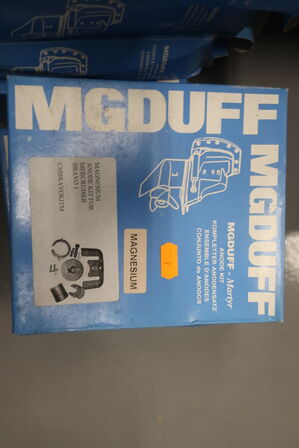 MGDUFF
MGDUFF
MGDUFF - Martyr
ANODE KIT
KOMPLETTER ANODENSATZ
ENSEMBLE D'ANODES
CONJUNTO de ANODOS
MAGNESIUM
ANODE KIT FOR
MERCRUISER
BRAVO 1
CMBRAVOKITM
MAGNESIUM